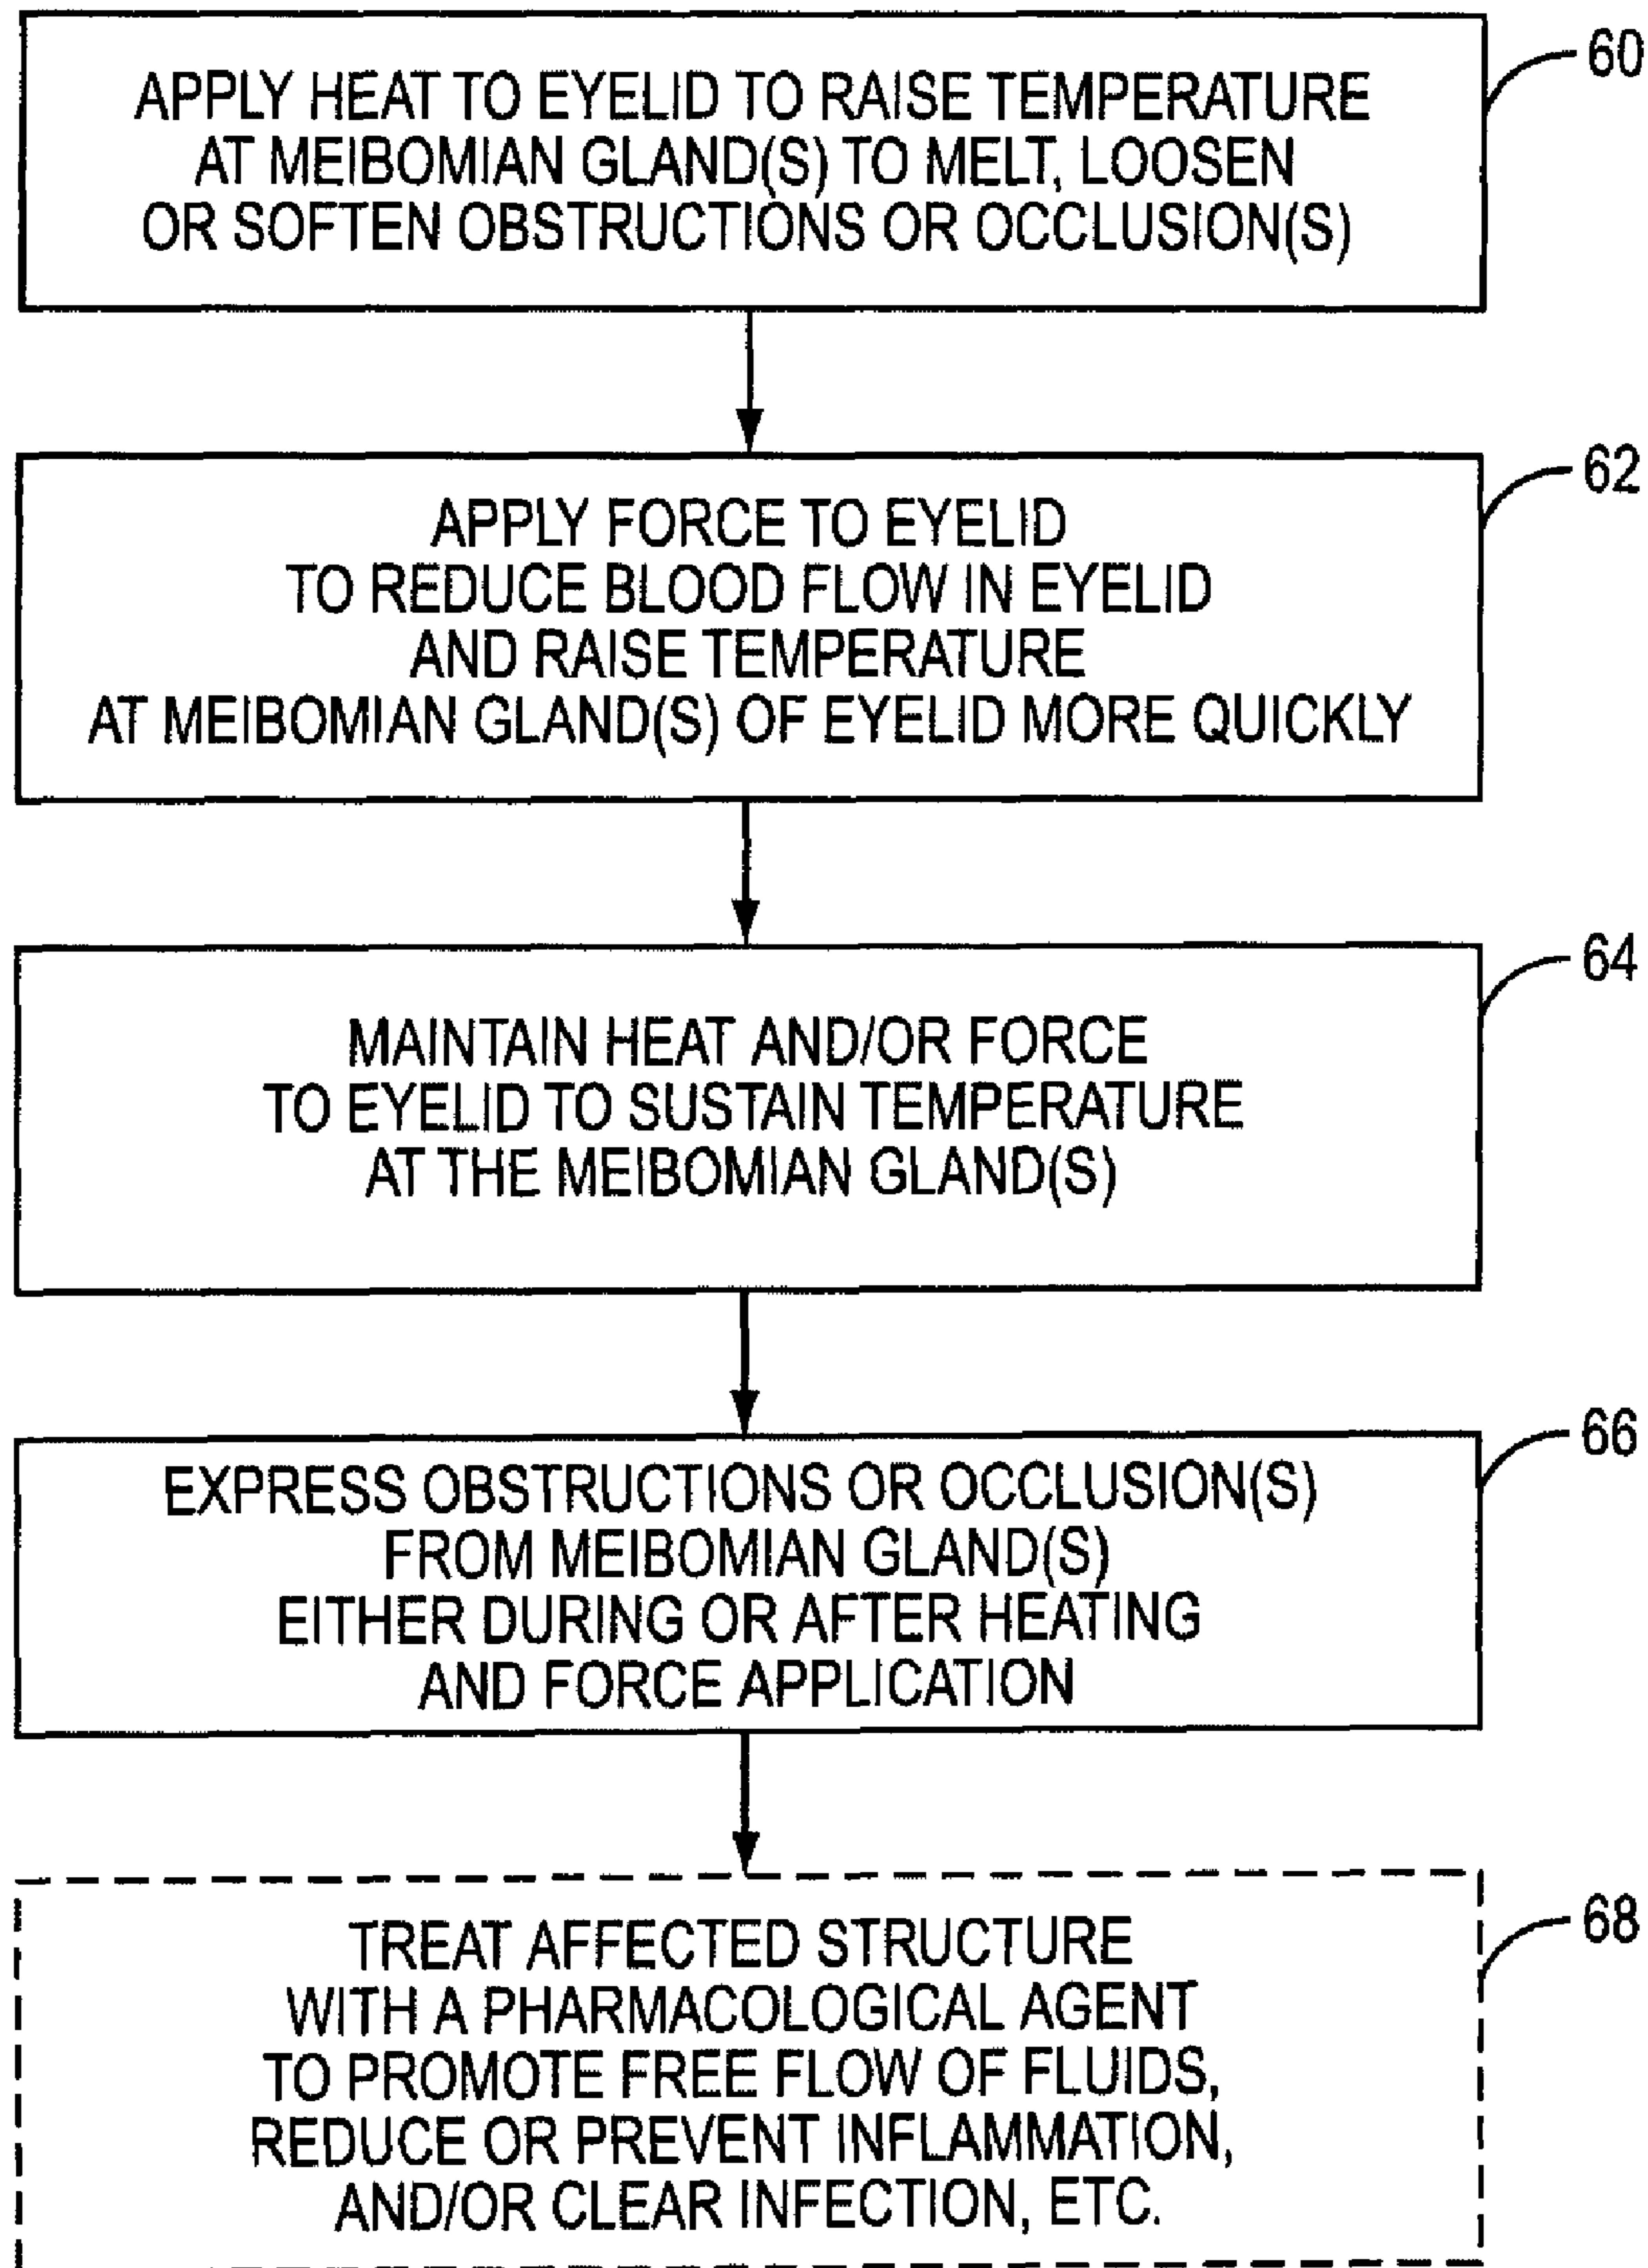 60
APPLY HEAT TO EYELID TO RAISE TEMPERATURE
AT MEIBOMIAN GLAND(S) TO MELT, LOOSEN
OR SOFTEN OBSTRUCTIONS OR OCCLUSION(S)
62
APPLY FORCE TO EYELID
TO REDUCE BLOOD FLOW IN EYELID
AND RAISE TEMPERATURE
AT MEIBOMIAN GLAND(S) OF EYELID MORE QUICKLY
64
MAINTAIN HEAT AND/OR FORCE
TO EYELID TO SUSTAIN TEMPERATURE
AT THE MEIBOMIAN GLAND(S)
66
EXPRESS OBSTRUCTIONS OR OCCLUSION(S)
FROM MEIBOMIAN GLAND(S)
EITHER DURING OR AFTER HEATING
AND FORCE APPLICATION
68
TREAT AFFECTED STRUCTURE
WITH A PHARMACOLOGICAL AGENT
TO PROMOTE FREE FLOW OF FLUIDS,
REDUCE OR PREVENT INFLAMMATION,
AND/OR CLEAR INFECTION, ETC.